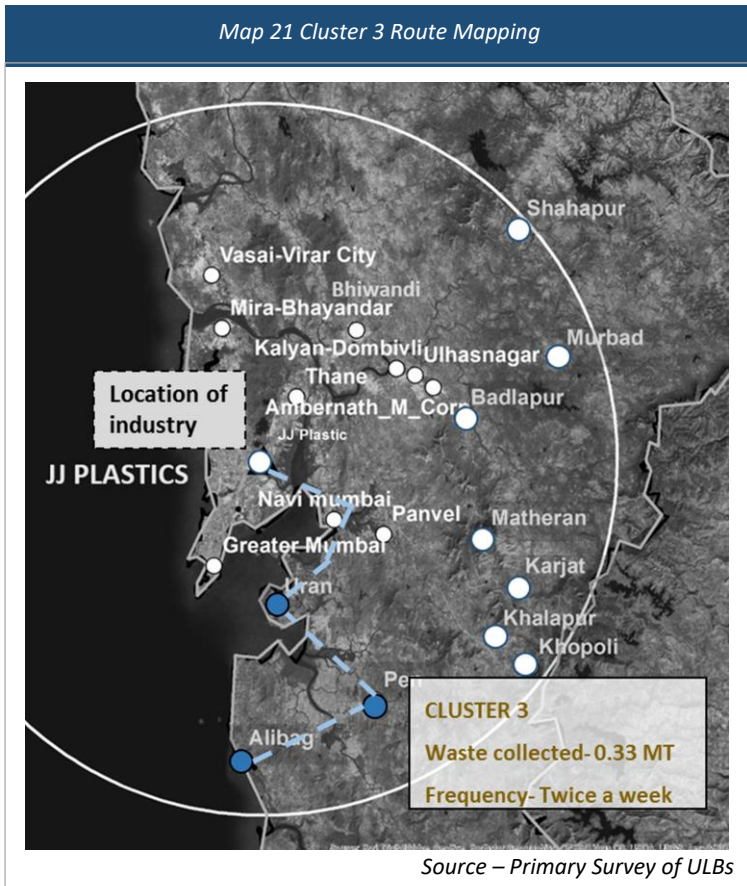 Map 21 Cluster 3 Route Mapping
Shahapur
Vasai-Virar City
Bhiwandi
Mira-Bhayandar
Murbad
Kalyan-Dombivli
Ulhasnagar
Thane
Location of
industry
Badlapur
Ambernath_M_Corp
JJ Plastic
JJ PLASTICS
Navi mumbai
Panvel
Matheran
Greater Mumbai
Karjat
Uran
Khalapur
Khopoli
Pen
CLUSTER 3
Alibag
Waste collected- 0.33 MT
Frequency- Twice a week
Source – Primary Survey of ULBs